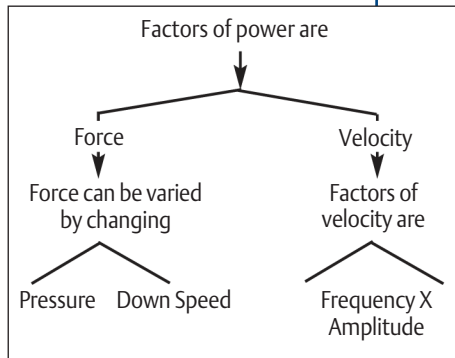 Factors of power are
Force
Velocity
Force can be varied
by changing
Factors of
velocity are
Pressure
Down Speed
Frequency X
Amplitude